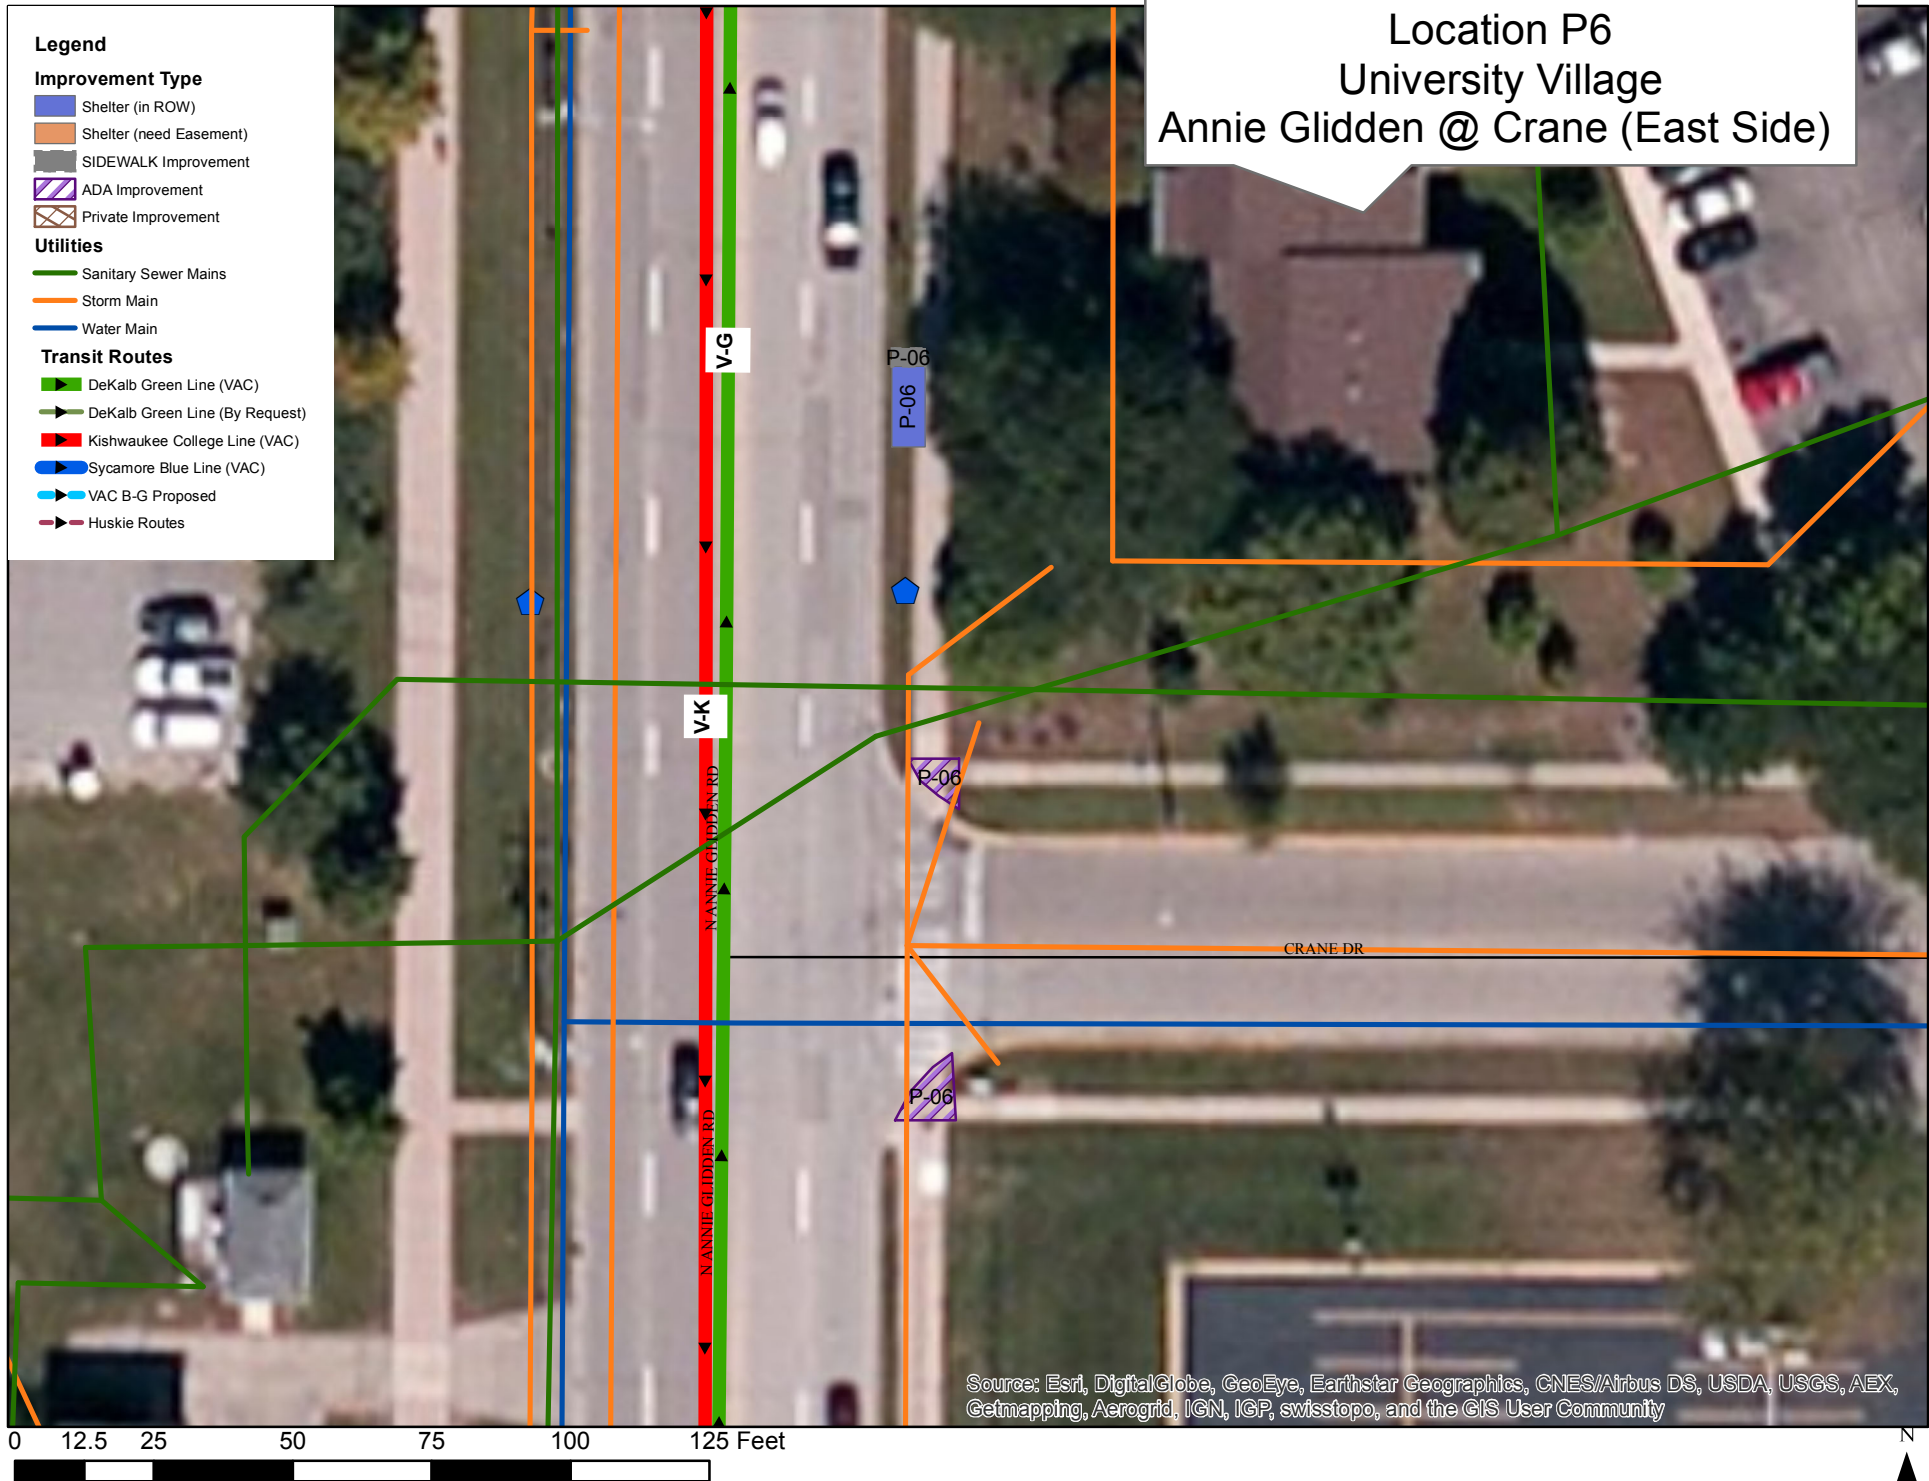 Location P6
University Village
Annie Glidden @ Crane (East Side)
Legend
Improvement Type
Shelter (in ROW)
Shelter (need Easement)
SIDEWALK Improvement
ADA Improvement
Private Improvement
Utilities
Sanitary Sewer Mains
Storm Main
Water Main
Transit Routes
DeKalb Green Line (VAC)
DeKalb Green Line (By Request)
Kishwaukee College Line (VAC)
Sycamore Blue Line (VAC)
VAC B-G Proposed
Huskie Routes
V-G
P-06
P-06
V-K
N ANNIE GLIDDEN RD
P-06
CRANE DR
P-06
N ANNIE GLIDDEN RD
Source: Esri, DigitalGlobe, GeoEye, Earthstar Geographics, CNES/Airbus DS, USDA, USGS, AEX,
Getmapping, Aerogrid, IGN, IGP, swisstopo, and the GIS User Community
0 12.5 25 50 75 100 125 Feet
N